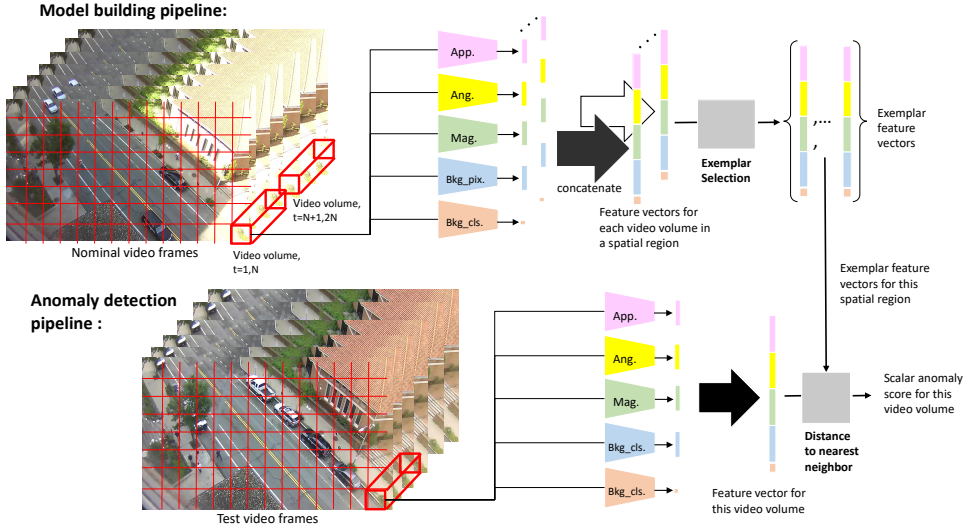 Model building pipeline:
App.
Ang.
Mag.
Bkg_pix.
Bkg_cls.
concatenate
Feature vectors for
each video volume in
a spatial region
Exemplar
Selection
,...
,
Exemplar
feature
vectors
Video volume,
t=N+1,2N
Video volume,
t=1,N
Nominal video frames
Exemplar feature
vectors for this
spatial region
Anomaly detection
pipeline :
App.
Ang.
Mag.
Bkg_cls.
Bkg_cls.
Feature vector for
this video volume
Distance
to nearest
neighbor
Scalar anomaly
score for this
video volume
Test video frames